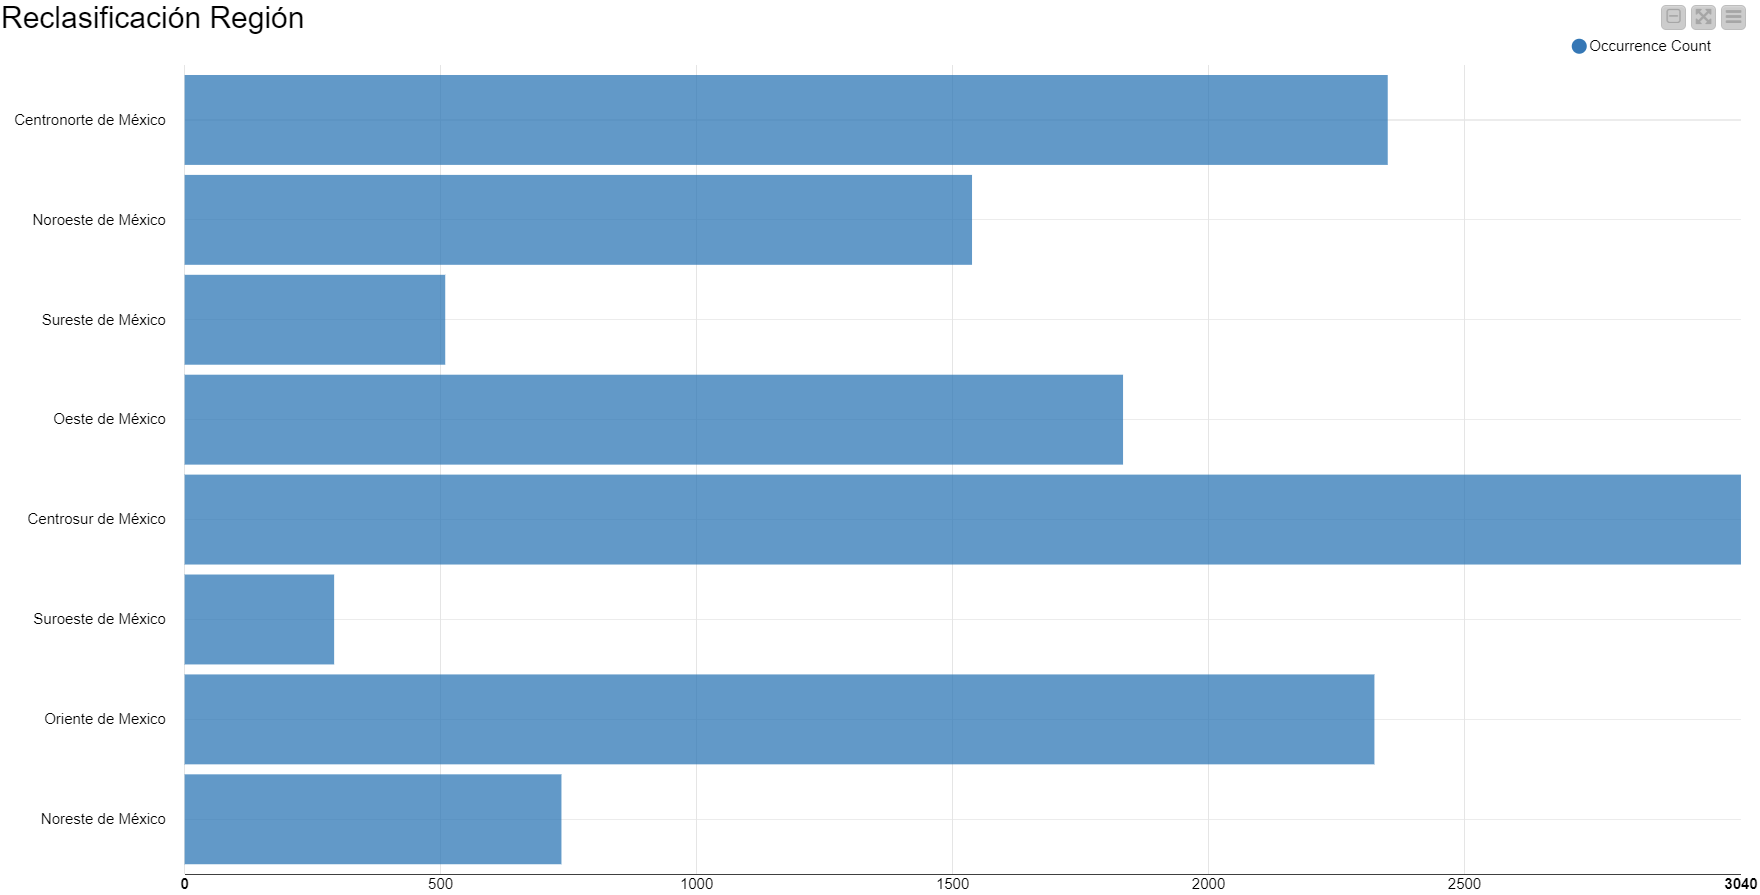 Reclasificación Región
Occurrence Count
Centronorte de México
Noroeste de México
Sureste de México
Oeste de México
Centrosur de México
Suroeste de México
Oriente de Mexico
Noreste de México
0 500 1000 1500 2000 2500 3040